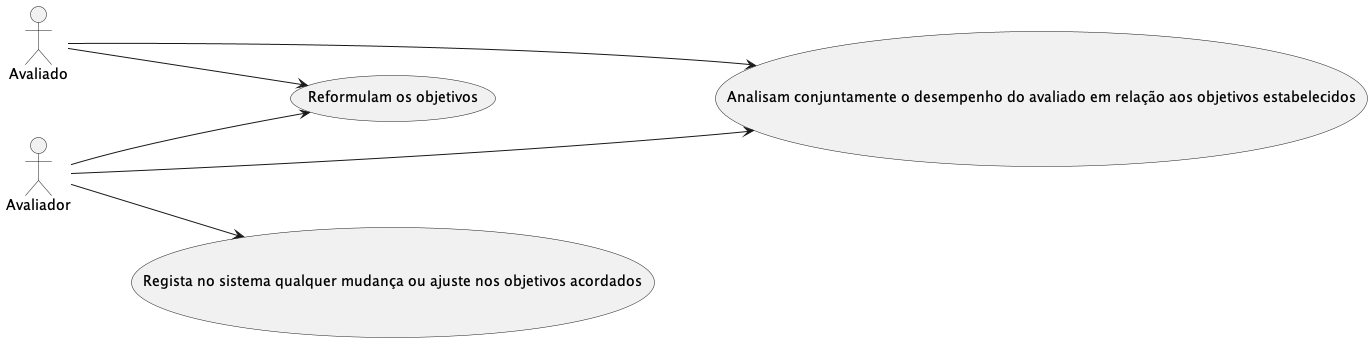 Avaliado
Reformulam os objetivos
Analisam conjuntamente o desempenho do avaliado em relação aos objetivos estabelecidos
Avaliador
Regista no sistema qualquer mudança ou ajuste nos objetivos acordados